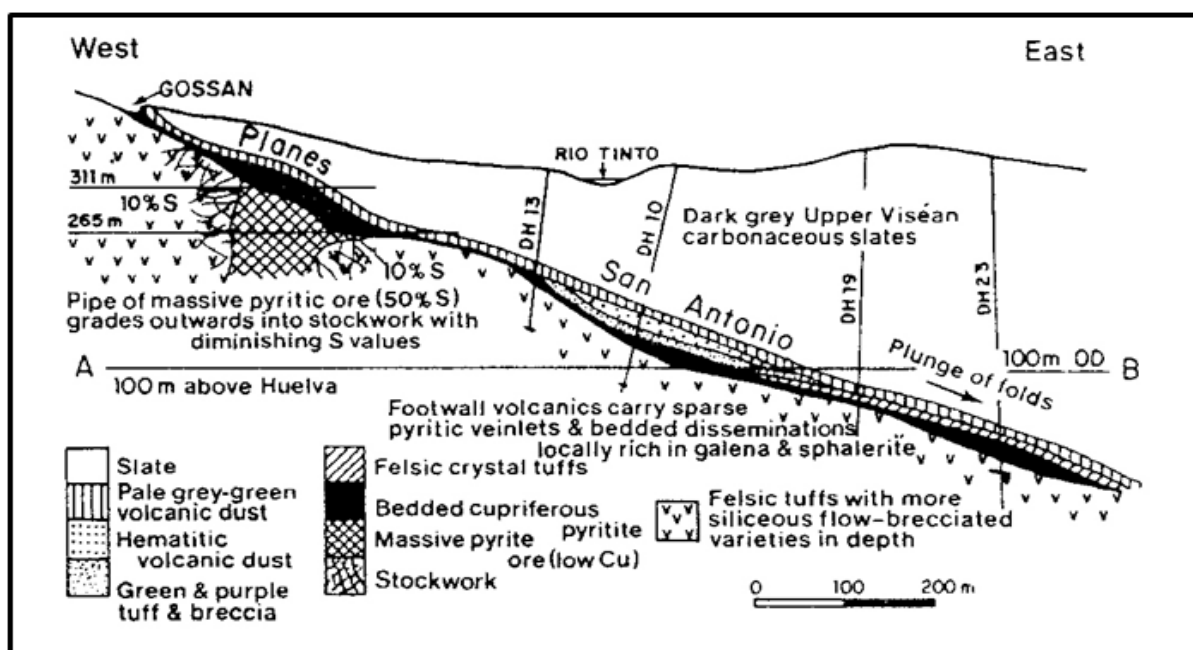 West
East
GOSSAN
Planes
RIO TINTO
311 m
10% S
265 m
10% S
DH 13
DH 10
Dark grey Upper Viséan
carbonaceous slates
DH 19
DH 23
San Antonio
Pipe of massive pyritic ore (50% S)
grades outwards into stockwork with
diminishing S values
A
100 m above Huelva
100m OD
B
Plunge of folds
Footwall volcanics carry sparse
pyritic veinlets & bedded disseminations
locally rich in galena & sphalerite
Slate
Pale grey-green
volcanic dust
Hematitic
volcanic dust
Green & purple
tuff & breccia
Felsic crystal tuffs
Bedded cupriferous
pyritite
Massive pyrite
ore (low Cu)
Stockwork
Felsic tuffs with more
siliceous flow-brecciated
varieties in depth
0 100 200 m